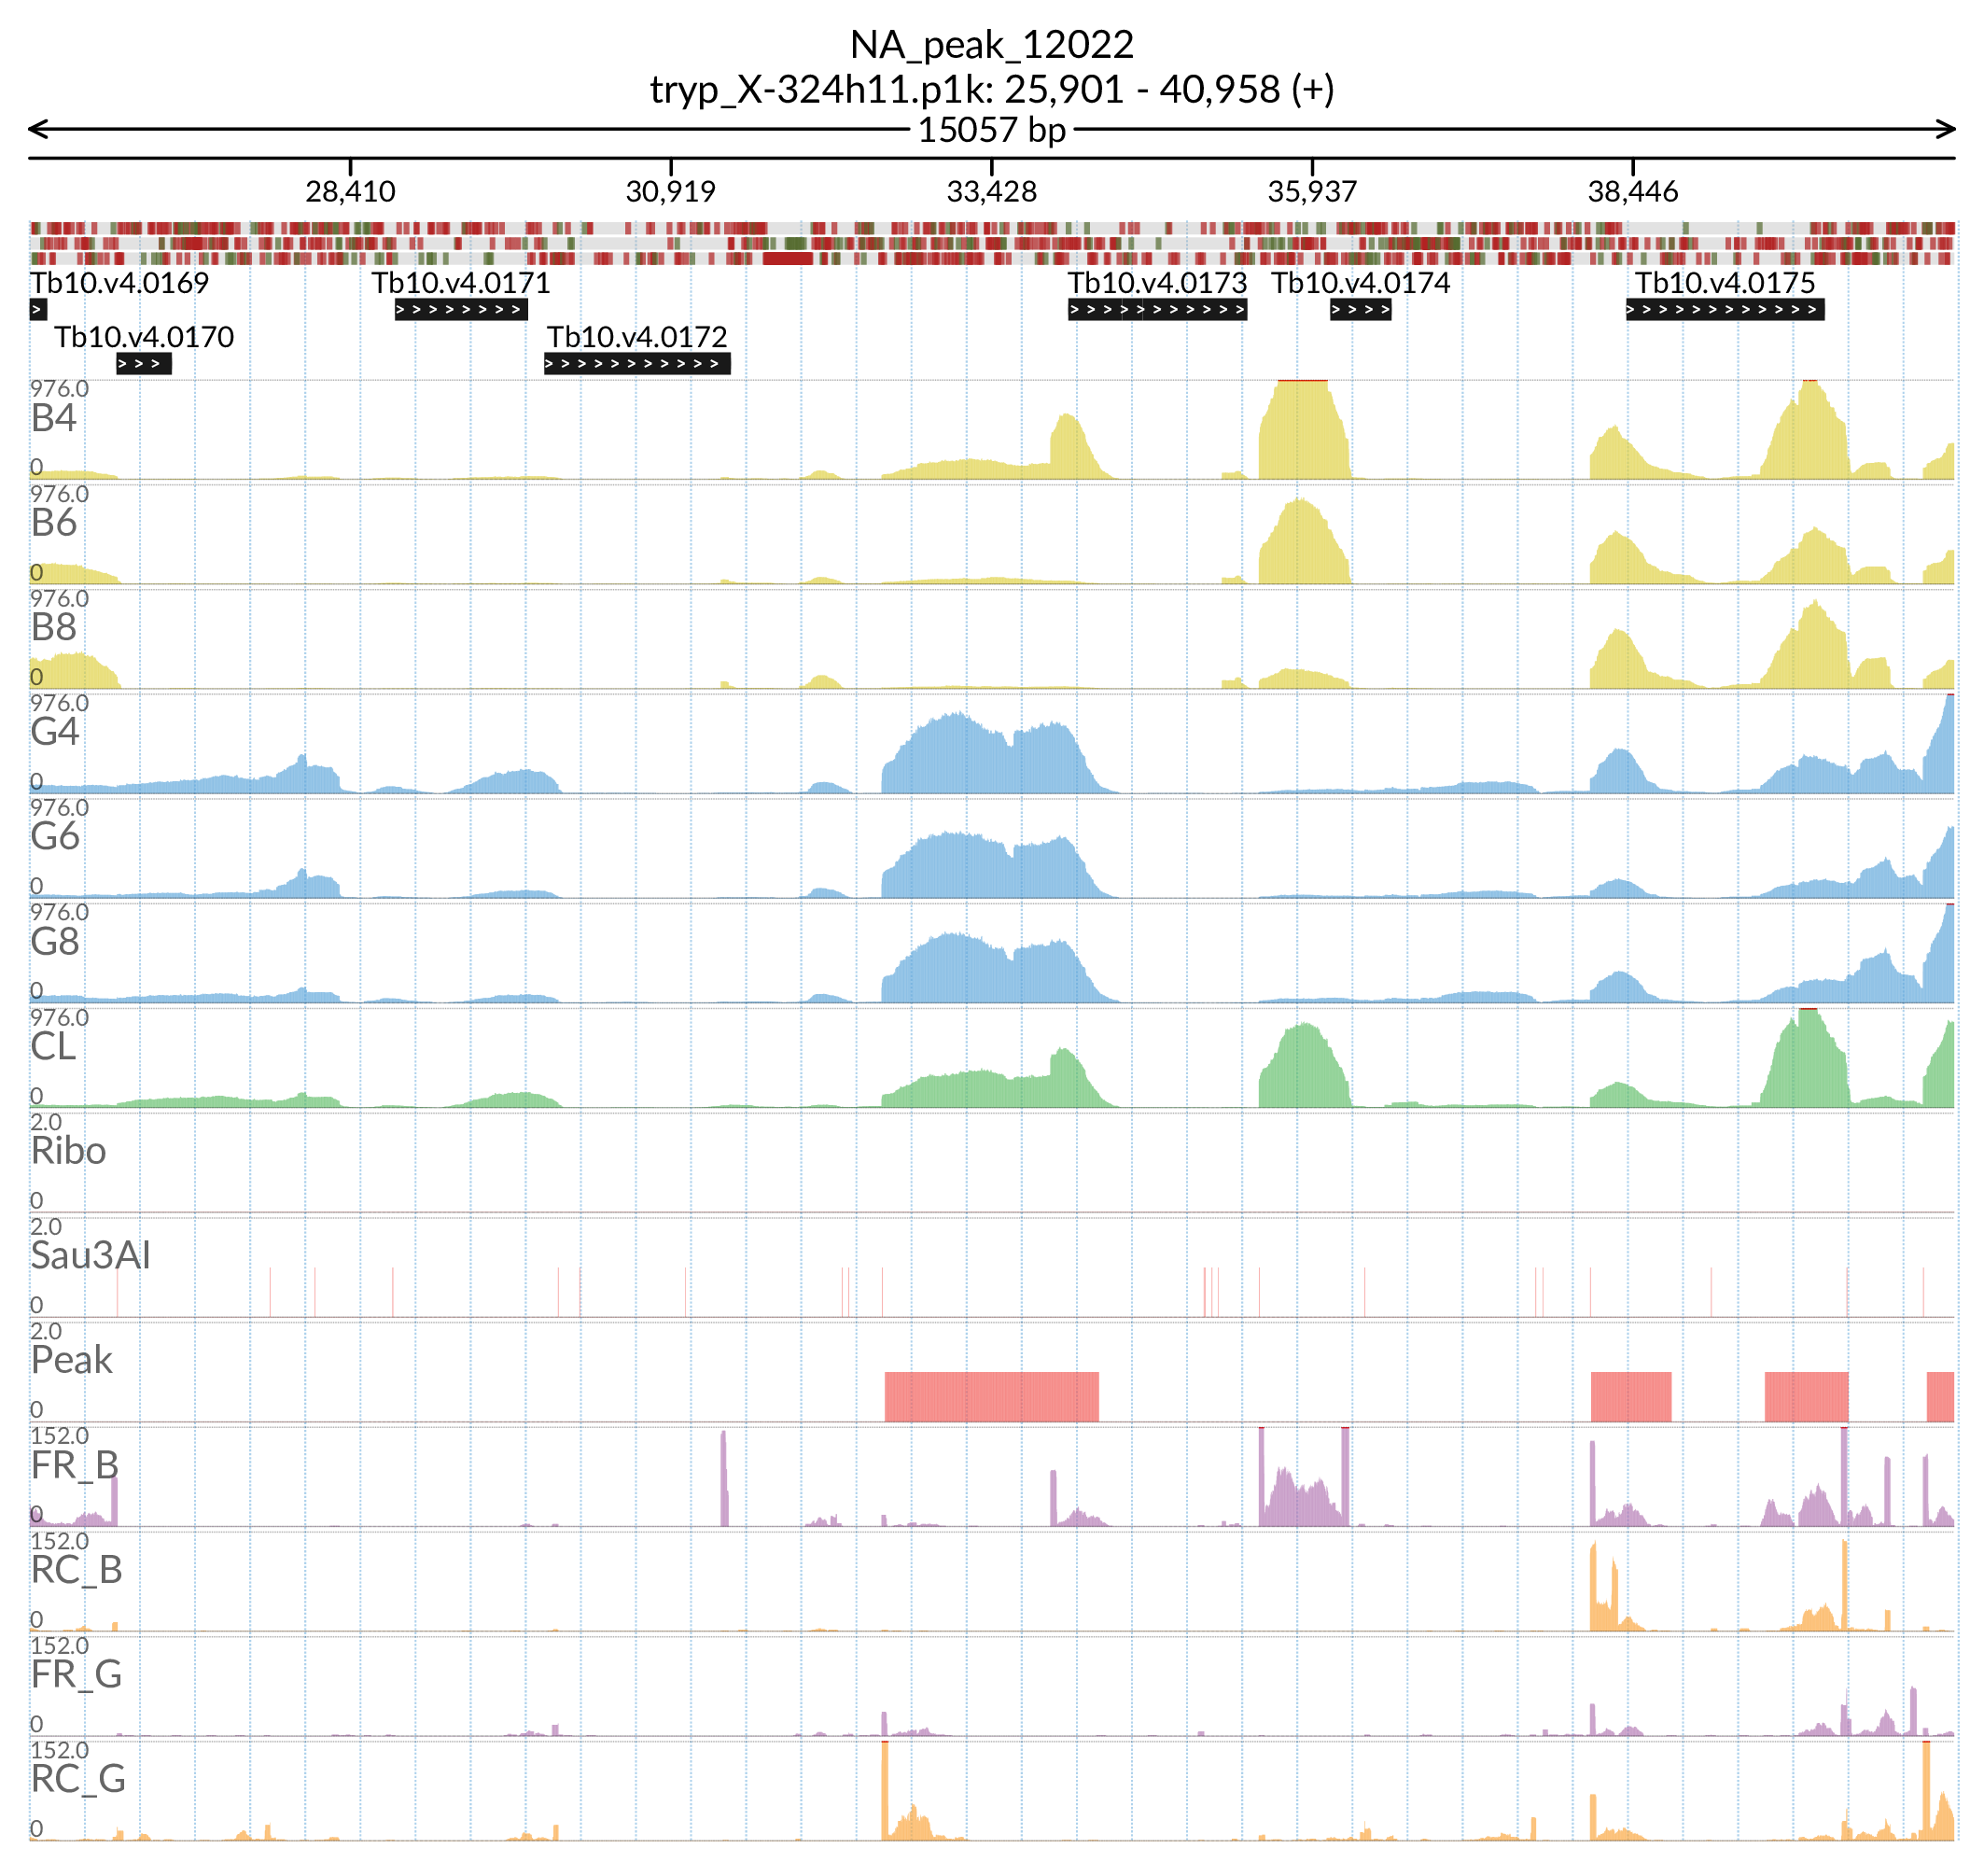 NA_peak_12022
tryp_X-324h11.p1k: 25,901 - 40,958 (+)
15057 bp
28,410 30,919 33,428 35,937 38,446
Tb10.v4.0169 Tb10.v4.0171 Tb10.v4.0173 Tb10.v4.0174 Tb10.v4.0175
Tb10.v4.0170 Tb10.v4.0172
976.0
B4
0
976.0
B6
0
976.0
B8
0
976.0
G4
0
976.0
G6
0
976.0
G8
0
976.0
CL
0
2.0
Ribo
0
2.0
Sau3AI
0
2.0
Peak
0
152.0
FR_B
0
152.0
RC_B
0
152.0
FR_G
0
152.0
RC_G
0